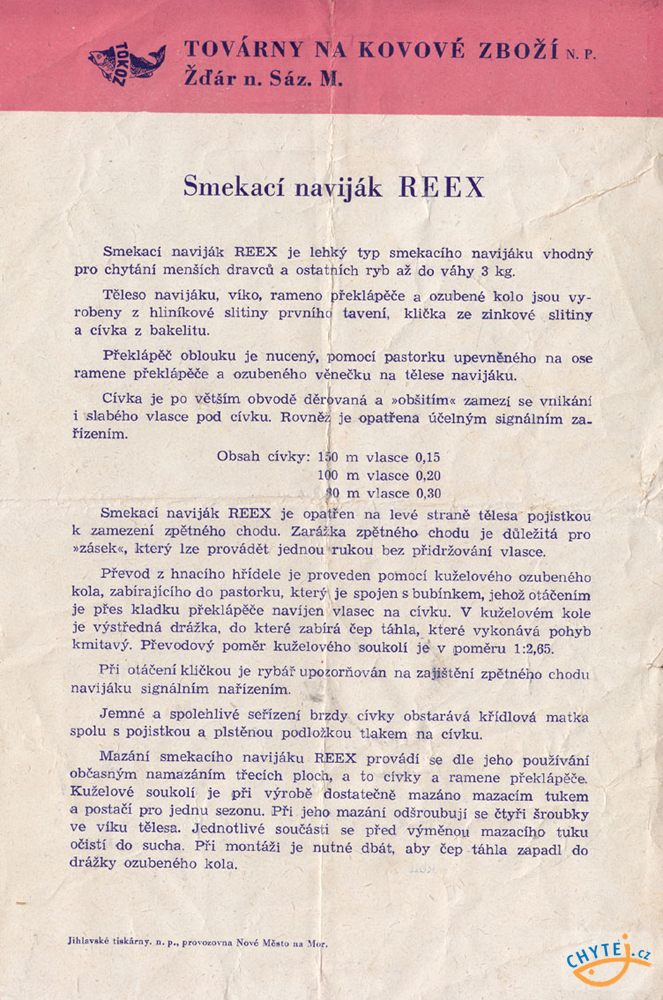 TOKOZ
TOVÁRNY NA KOVOVÉ ZBOŽÍ N. P.
Žďár n. Sáz. M.
Smekací naviják REEX
Smekací naviják REEX je lehký typ smekacího navijáku vhodný
pro chytání menších dravců a ostatních ryb až do váhy 3 kg.
Těleso navijáku, víko, rameno překlápěče a ozubené kolo jsou vy-
robeny z hliníkové slitiny prvního tavení, klička ze zinkové slitiny
a cívka z bakelitu.
Překlápěč oblouku je nucený, pomocí pastorku upevněného na ose
ramene překlápěče a ozubeného věnečku na tělese navijáku.
Cívka je po větším obvodě děrovaná a »obšitím« zamezí se vnikání
i slabého vlasce pod cívku. Rovněž je opatřena účelným signálním za-
řízením.
Obsah cívky: 150 m vlasce 0,15
100 m vlasce 0,20
80 m vlasce 0,30
Smekací naviják REEX je opatřen na levé straně tělesa pojistkou
k zamezení zpětného chodu. Zarážka zpětného chodu je důležitá pro
»zásek«, který lze provádět jednou rukou bez přidržování vlasce.
Převod z hnacího hřídele je proveden pomocí kuželového ozubeného
kola, zabírajícího do pastorku, který je spojen s bubínkem, jehož otáčením
je přes kladku překlápěče navíjen vlasec na cívku. V kuželovém kole
je výstředná drážka, do které zabírá čep táhla, které vykonává pohyb
kmitavý. Převodový poměr kuželového soukolí je v poměru 1:2,65.
Při otáčení kličkou je rybář upozorňován na zajištění zpětného chodu
navijáku signálním nařízením.
Jemné a spolehlivé seřízení brzdy cívky obstarává křídlová matka
spolu s pojistkou a plstěnou podložkou tlakem na cívku.
Mazání smekacího navijáku REEX provádí se dle jeho používání
občasným namazáním třecích ploch, a to cívky a ramene překlápěče.
Kuželové soukolí je při výrobě dostatečně mazáno mazacím tukem
a postačí pro jednu sezonu. Při jeho mazání odšroubují se čtyři šroubky
ve víku tělesa. Jednotlivé součásti se před výměnou mazacího tuku
očistí do sucha. Při montáži je nutné dbát, aby čep táhla zapadl do
drážky ozubeného kola.
Jihlavské tiskárny. n. p., provozovna Nové Město na Mor.
CHYTEJ.cz